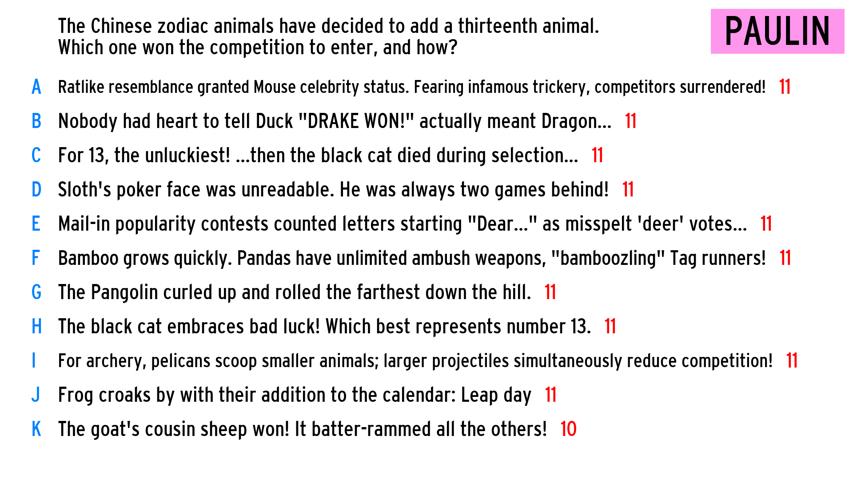 The Chinese zodiac animals have decided to add a thirteenth animal.
Which one won the competition to enter, and how?
PAULIN
A Ratlike resemblance granted Mouse celebrity status. Fearing infamous trickery, competitors surrendered! 11
B Nobody had heart to tell Duck "DRAKE WON!" actually meant Dragon... 11
C For 13, the unluckiest! ...then the black cat died during selection... 11
D Sloth's poker face was unreadable. He was always two games behind! 11
E Mail-in popularity contests counted letters starting "Dear..." as misspelt 'deer' votes... 11
F Bamboo grows quickly. Pandas have unlimited ambush weapons, "bamboozling" Tag runners! 11
G The Pangolin curled up and rolled the farthest down the hill. 11
H The black cat embraces bad luck! Which best represents number 13. 11
I For archery, pelicans scoop smaller animals; larger projectiles simultaneously reduce competition! 11
J Frog croaks by with their addition to the calendar: Leap day 11
K The goat's cousin sheep won! It batter-rammed all the others! 10